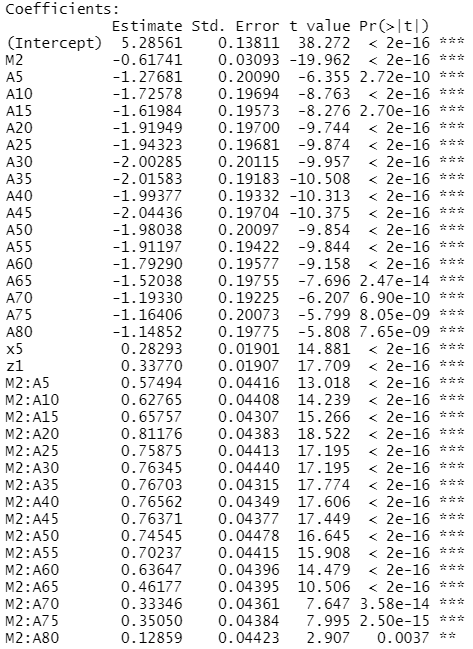 Coefficients:
            Estimate Std. Error t value Pr(>|t|)
(Intercept)  5.28561    0.13811  38.272  < 2e-16 ***
M2          -0.61741    0.03093 -19.962  < 2e-16 ***
A5          -1.27681    0.20090  -6.355 2.72e-10 ***
A10         -1.72578    0.19694  -8.763  < 2e-16 ***
A15         -1.61984    0.19573  -8.276 2.70e-16 ***
A20         -1.91949    0.19700  -9.744  < 2e-16 ***
A25         -1.94323    0.19681  -9.874  < 2e-16 ***
A30         -2.00285    0.20115  -9.957  < 2e-16 ***
A35         -2.01583    0.19183 -10.508  < 2e-16 ***
A40         -1.99377    0.19332 -10.313  < 2e-16 ***
A45         -2.04436    0.19704 -10.375  < 2e-16 ***
A50         -1.98038    0.20097  -9.854  < 2e-16 ***
A55         -1.91197    0.19422  -9.844  < 2e-16 ***
A60         -1.79290    0.19577  -9.158  < 2e-16 ***
A65         -1.52038    0.19755  -7.696 2.47e-14 ***
A70         -1.19330    0.19225  -6.207 6.90e-10 ***
A75         -1.16406    0.20073  -5.799 8.05e-09 ***
A80         -1.14852    0.19775  -5.808 7.65e-09 ***
x5           0.28293    0.01901  14.881  < 2e-16 ***
z1           0.33770    0.01907  17.709  < 2e-16 ***
M2:A5        0.57494    0.04416  13.018  < 2e-16 ***
M2:A10       0.62765    0.04408  14.239  < 2e-16 ***
M2:A15       0.65757    0.04307  15.266  < 2e-16 ***
M2:A20       0.81176    0.04383  18.522  < 2e-16 ***
M2:A25       0.75875    0.04413  17.195  < 2e-16 ***
M2:A30       0.76345    0.04440  17.195  < 2e-16 ***
M2:A35       0.76703    0.04315  17.774  < 2e-16 ***
M2:A40       0.76562    0.04349  17.606  < 2e-16 ***
M2:A45       0.76371    0.04377  17.449  < 2e-16 ***
M2:A50       0.74545    0.04478  16.645  < 2e-16 ***
M2:A55       0.70237    0.04415  15.908  < 2e-16 ***
M2:A60       0.63647    0.04396  14.479  < 2e-16 ***
M2:A65       0.46177    0.04395  10.506  < 2e-16 ***
M2:A70       0.33346    0.04361   7.647 3.58e-14 ***
M2:A75       0.35050    0.04384   7.995 2.50e-15 ***
M2:A80       0.12859    0.04423   2.907   0.0037 **